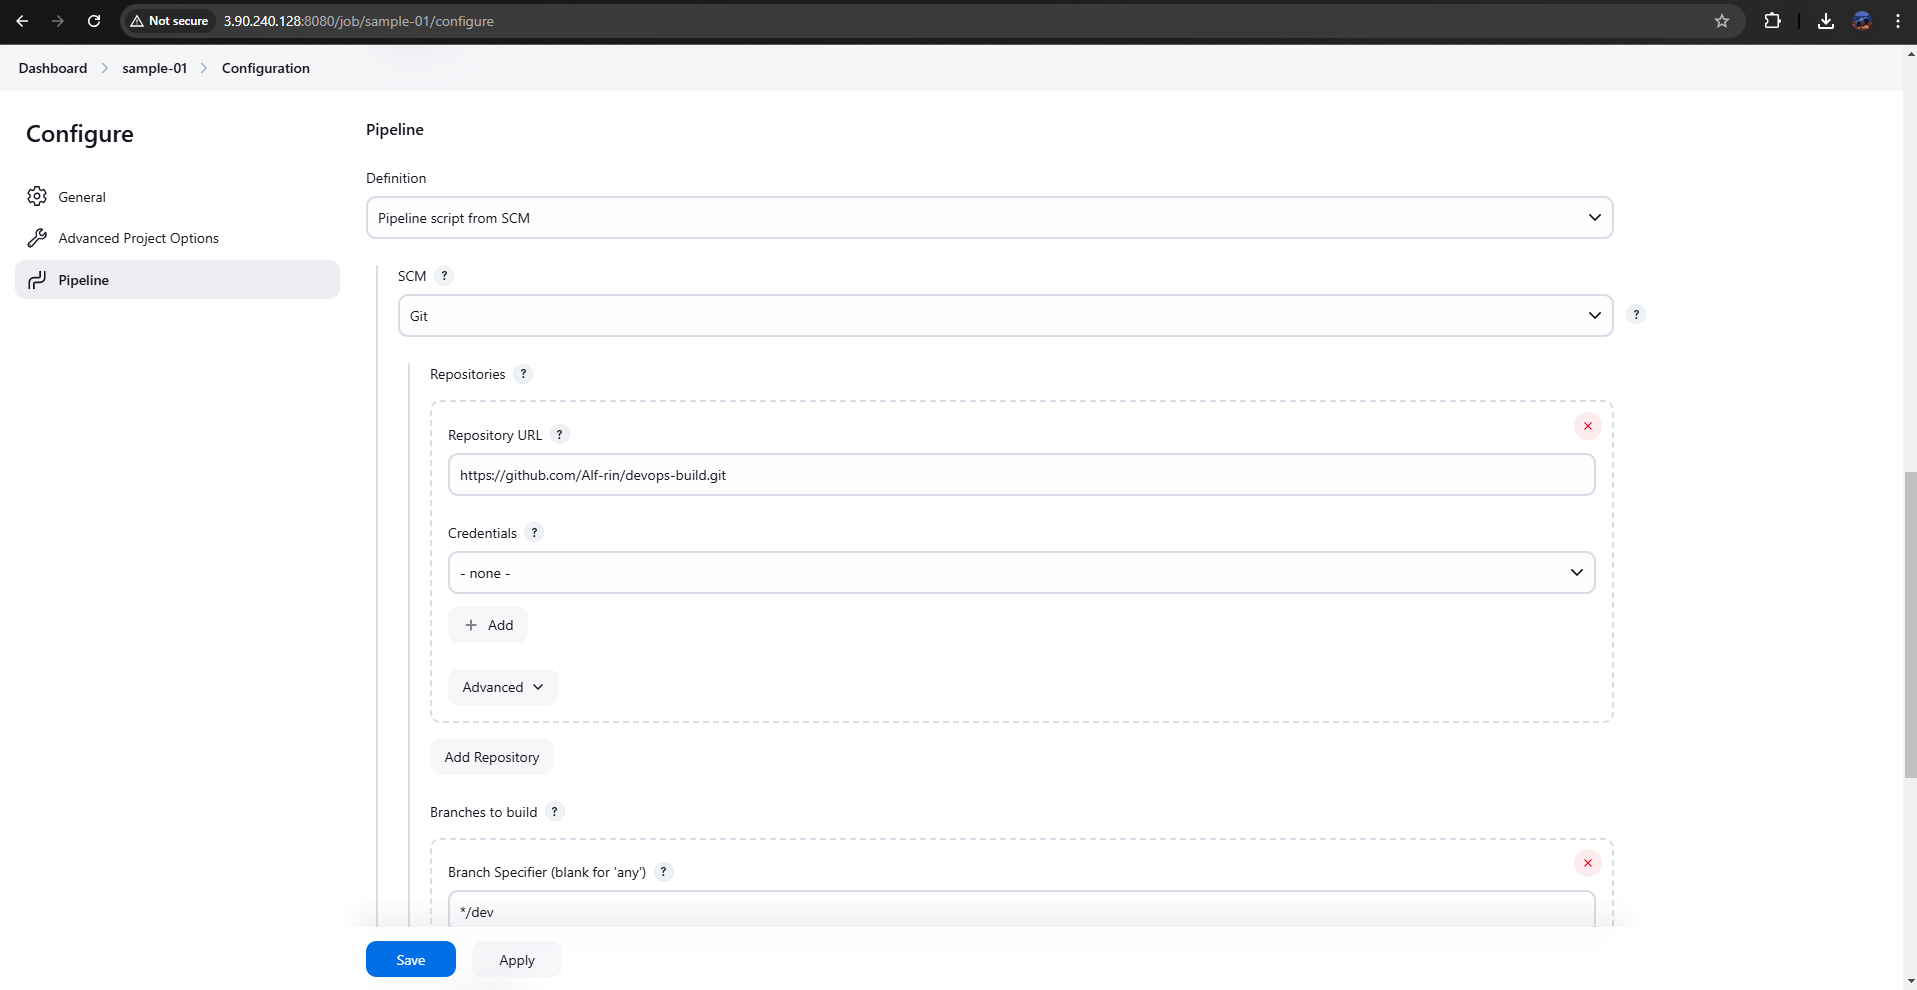 Not secure 3.90.240.128:8080/job/sample-01/configure
Dashboard > sample-01 > Configuration
Configure
General
Advanced Project Options
Pipeline
Pipeline
Definition
Pipeline script from SCM
SCM ?
Git
?
Repositories ?
Repository URL ?
https://github.com/Alf-rin/devops-build.git
Credentials ?
- none -
+ Add
Advanced
Add Repository
Branches to build ?
Branch Specifier (blank for 'any') ?
*/dev
Save Apply